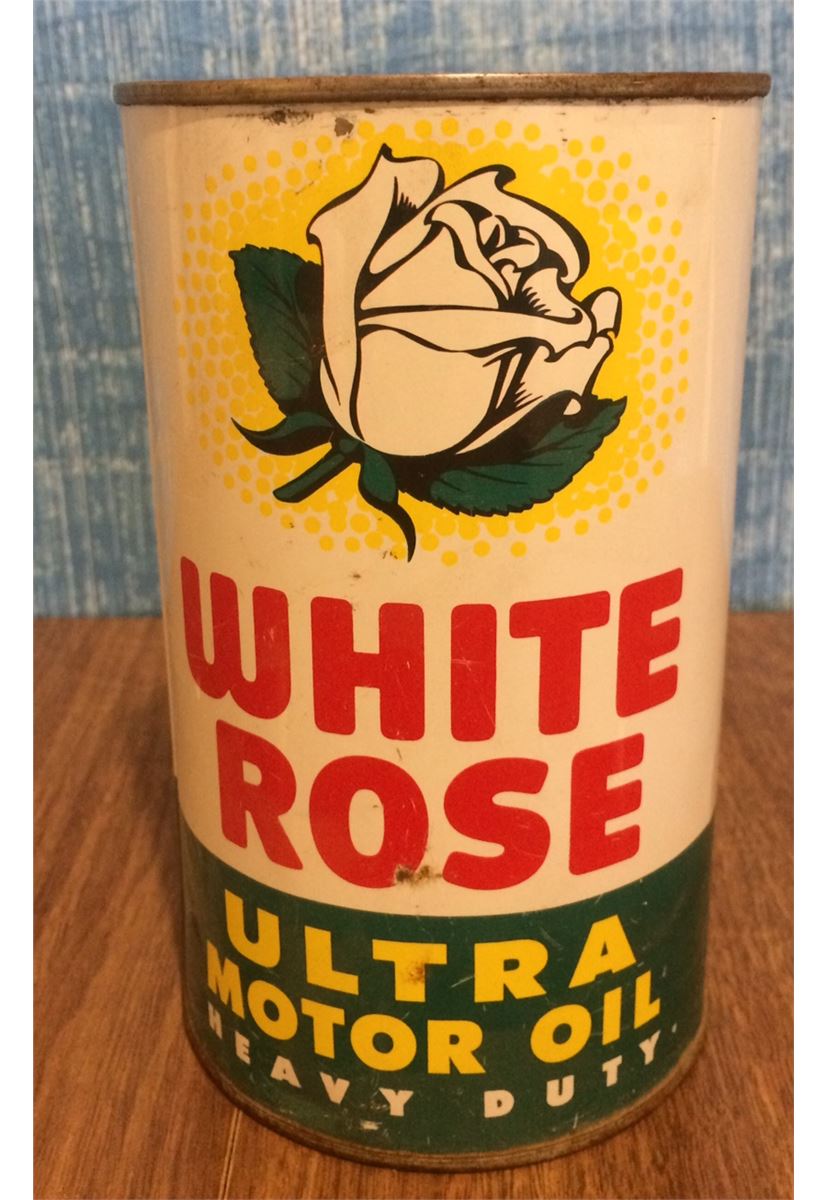 WHITE
ROSE
ULTRA
MOTOR OIL
HEAVY DUTY